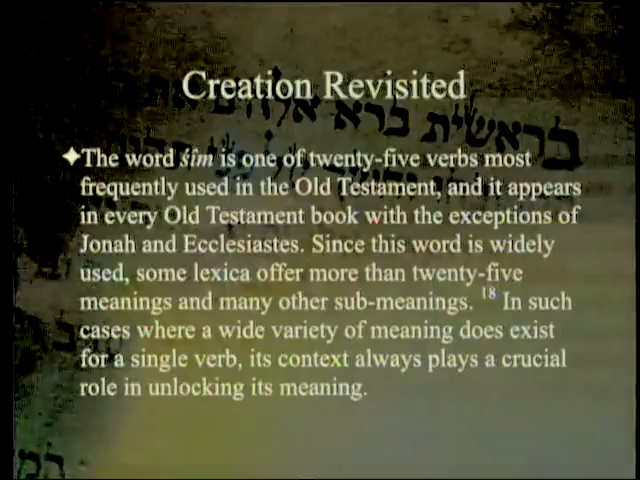 Creation Revisited
בראשית ברא אלהים את
✦The word śîm is one of twenty-five verbs most
frequently used in the Old Testament, and it appears
in every Old Testament book with the exceptions of
Jonah and Ecclesiastes. Since this word is widely
used, some lexica offer more than twenty-five
meanings and many other sub-meanings. 18 In such
cases where a wide variety of meaning does exist
for a single verb, its context always plays a crucial
role in unlocking its meaning.